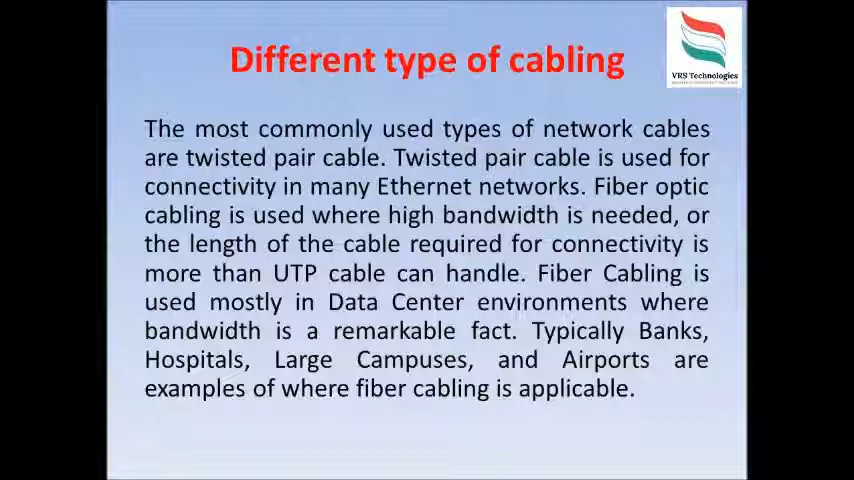 Different type of cabling
VRS Technologies
The most commonly used types of network cables
are twisted pair cable. Twisted pair cable is used for
connectivity in many Ethernet networks. Fiber optic
cabling is used where high bandwidth is needed, or
the length of the cable required for connectivity is
more than UTP cable can handle. Fiber Cabling is
used mostly in Data Center environments where
bandwidth is a remarkable fact. Typically Banks,
Hospitals, Large Campuses, and Airports are
examples of where fiber cabling is applicable.